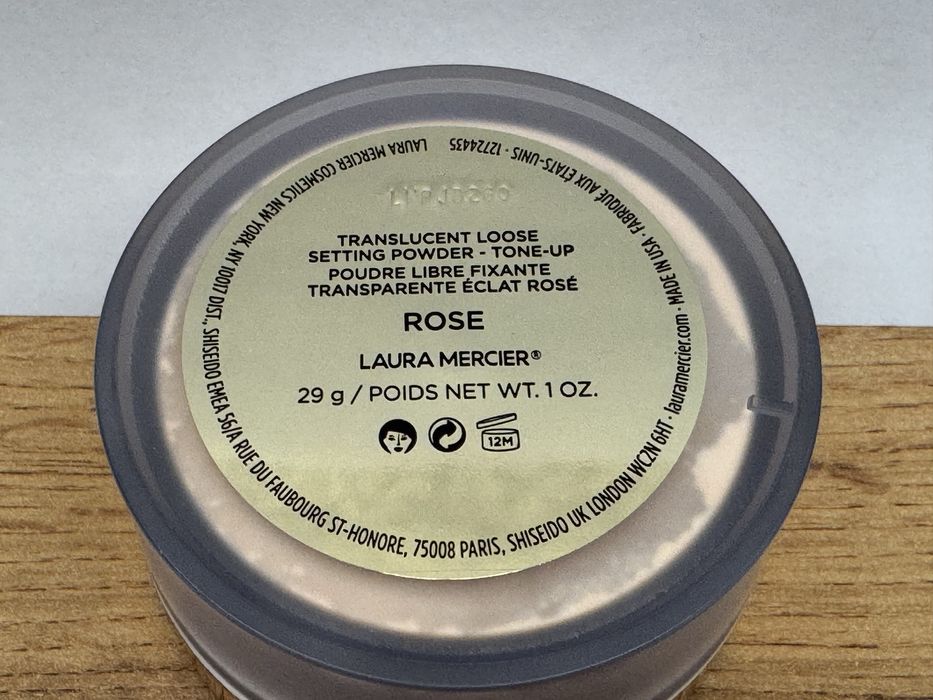 TRANSLUCENT LOOSE
SETTING POWDER - TONE-UP
POUDRE LIBRE FIXANTE
TRANSPARENTE ÉCLAT ROSÉ
ROSE
LAURA MERCIER®
29 g / POIDS NET WT. 1 OZ.
12M
LAURA MERCIER COSMETICS NEW YORK, NY 10017 DIST., SHISEIDO EMEA 56/A RUE DU FAUBOURG ST-HONORE, 75008 PARIS, SHISEIDO UK LONDON WC2N 6HT · lauramercier.com · MADE IN USA · FABRIQUÉ AUX ÉTATS-UNIS · 12724435